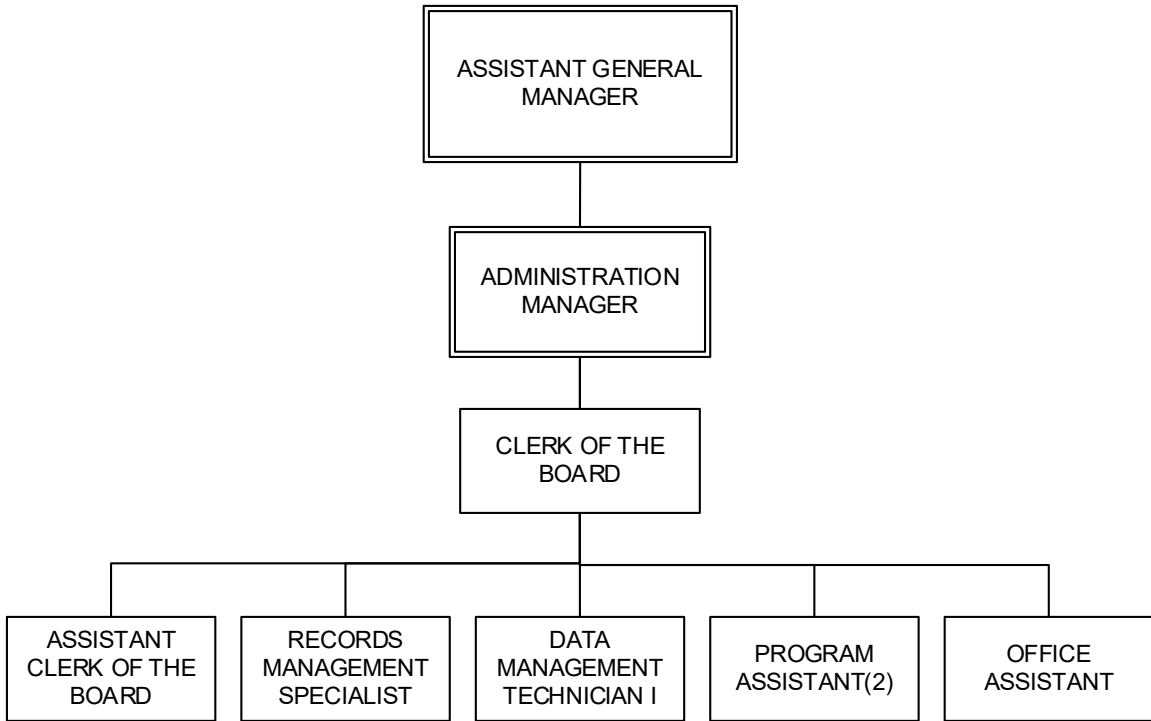 ASSISTANT GENERAL
MANAGER
ADMINISTRATION
MANAGER
CLERK OF THE
BOARD
ASSISTANT
CLERK OF THE
BOARD
RECORDS
MANAGEMENT
SPECIALIST
DATA
MANAGEMENT
TECHNICIAN I
PROGRAM
ASSISTANT(2)
OFFICE
ASSISTANT